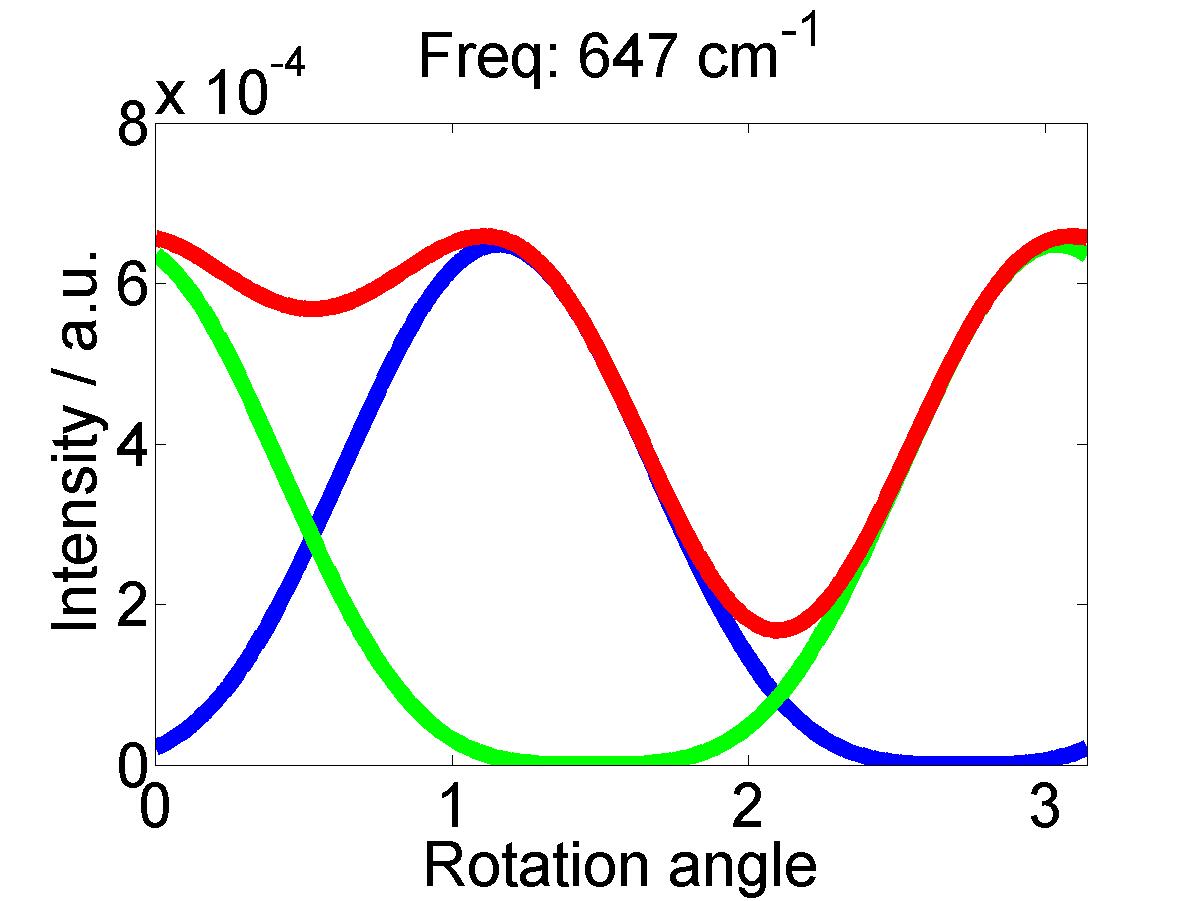 Freq: 647 cm-1
x 10-4
8
6
4
2
0
Intensity / a.u.
0 1 2 3
Rotation angle